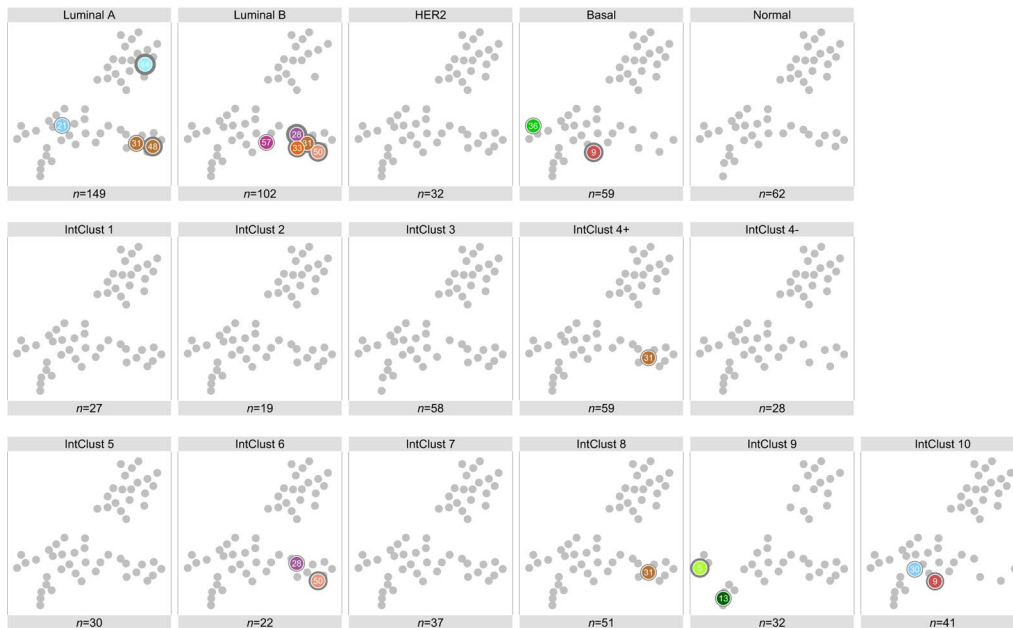 Luminal A Luminal B HER2 Basal Normal
44
21 28 36
57 31
31 48 33 50 9
n=149 n=102 n=32 n=59 n=62
IntClust 1 IntClust 2 IntClust 3 IntClust 4+ IntClust 4-
31
n=27 n=19 n=58 n=59 n=28
IntClust 5 IntClust 6 IntClust 7 IntClust 8 IntClust 9 IntClust 10
28 30
31
50 9
13
n=30 n=22 n=37 n=51 n=32 n=41